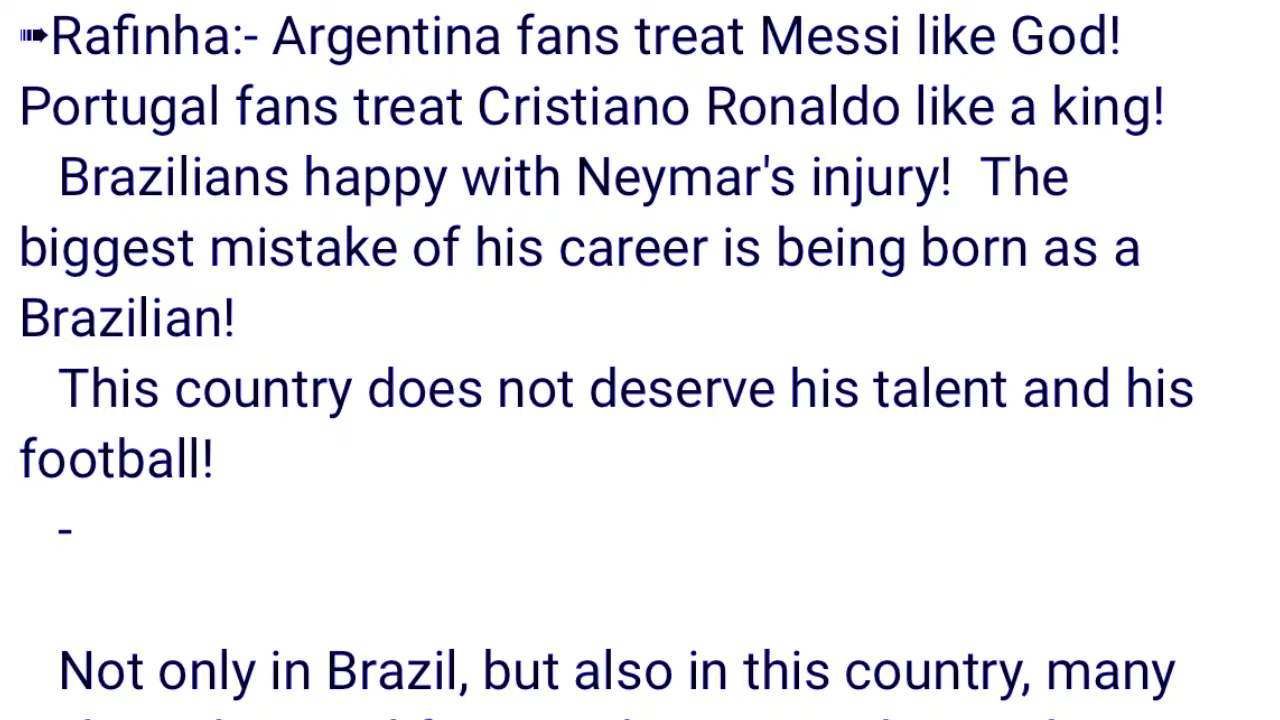 ➠Rafinha:- Argentina fans treat Messi like God!
Portugal fans treat Cristiano Ronaldo like a king!
Brazilians happy with Neymar's injury!  The
biggest mistake of his career is being born as a
Brazilian!
This country does not deserve his talent and his
football!
-
Not only in Brazil, but also in this country, many